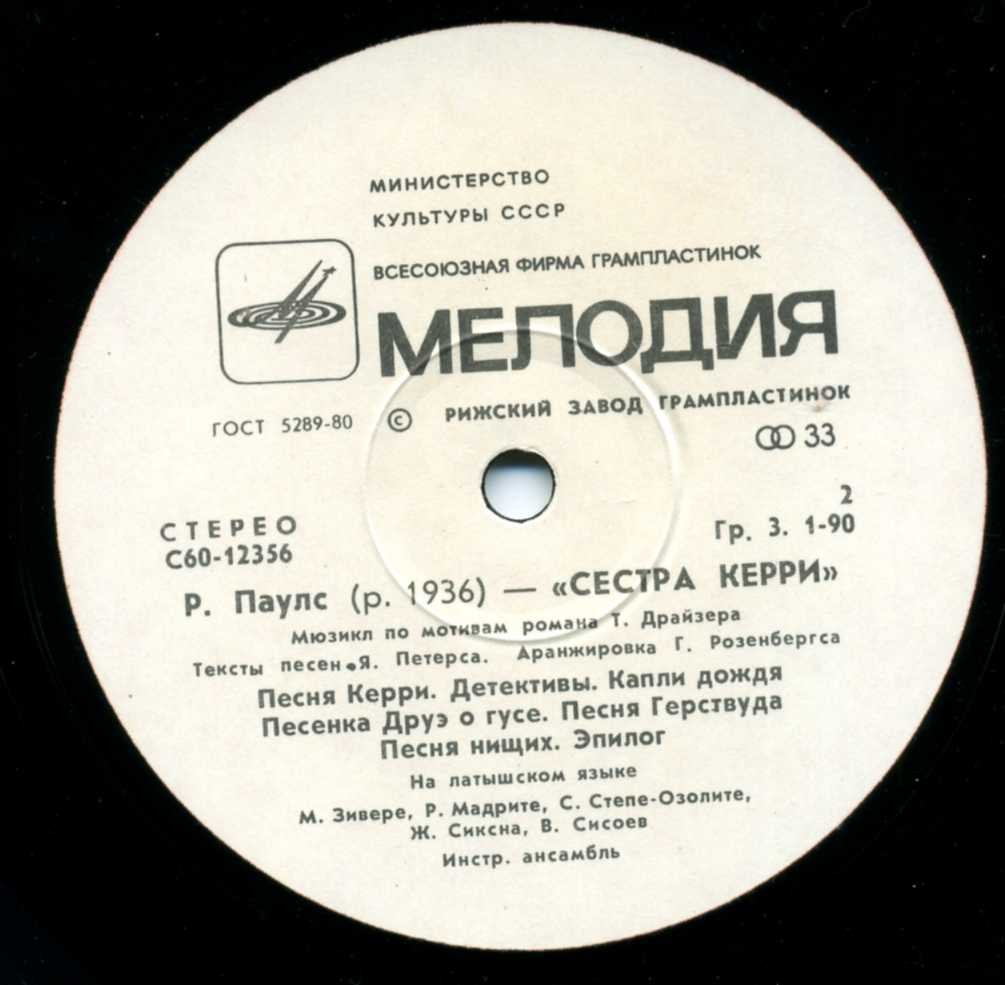 МИНИСТЕРСТВО
КУЛЬТУРЫ СССР
ВСЕСОЮЗНАЯ ФИРМА ГРАМПЛАСТИНОК
МЕЛОДИЯ
ГОСТ 5289-80 © РИЖСКИЙ ЗАВОД ГРАМПЛАСТИНОК
33
2
СТЕРЕО Гр. 3. 1-90
С60-12356
Р. Паулс (р. 1936) — «СЕСТРА КЕРРИ»
Мюзикл по мотивам романа Т. Драйзера
Тексты песен Я. Петерса. Аранжировка Г. Розенбергса
Песня Керри. Детективы. Капли дождя
Песенка Друэ о гусе. Песня Герствуда
Песня нищих. Эпилог
На латышском языке
М. Зивере, Р. Мадрите, С. Степе-Озолите,
Ж. Сиксна, В. Сисоев
Инстр. ансамбль